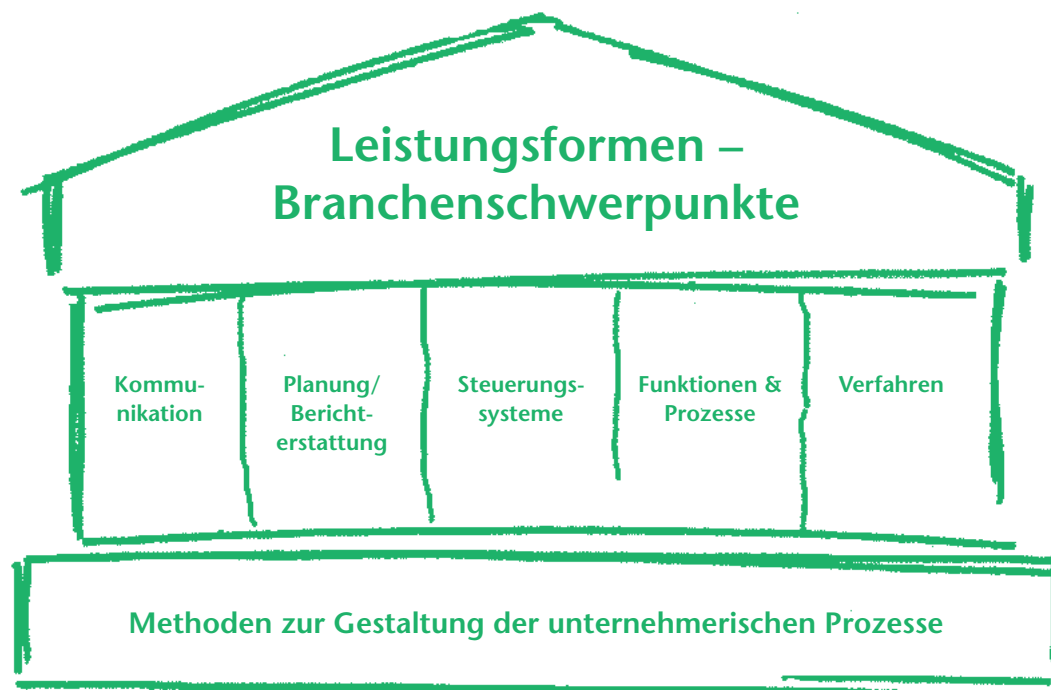 Leistungsformen –
Branchenschwerpunkte
Kommu-
nikation
Planung/
Bericht-
erstattung
Steuerungs-
systeme
Funktionen &
Prozesse
Verfahren
Methoden zur Gestaltung der unternehmerischen Prozesse